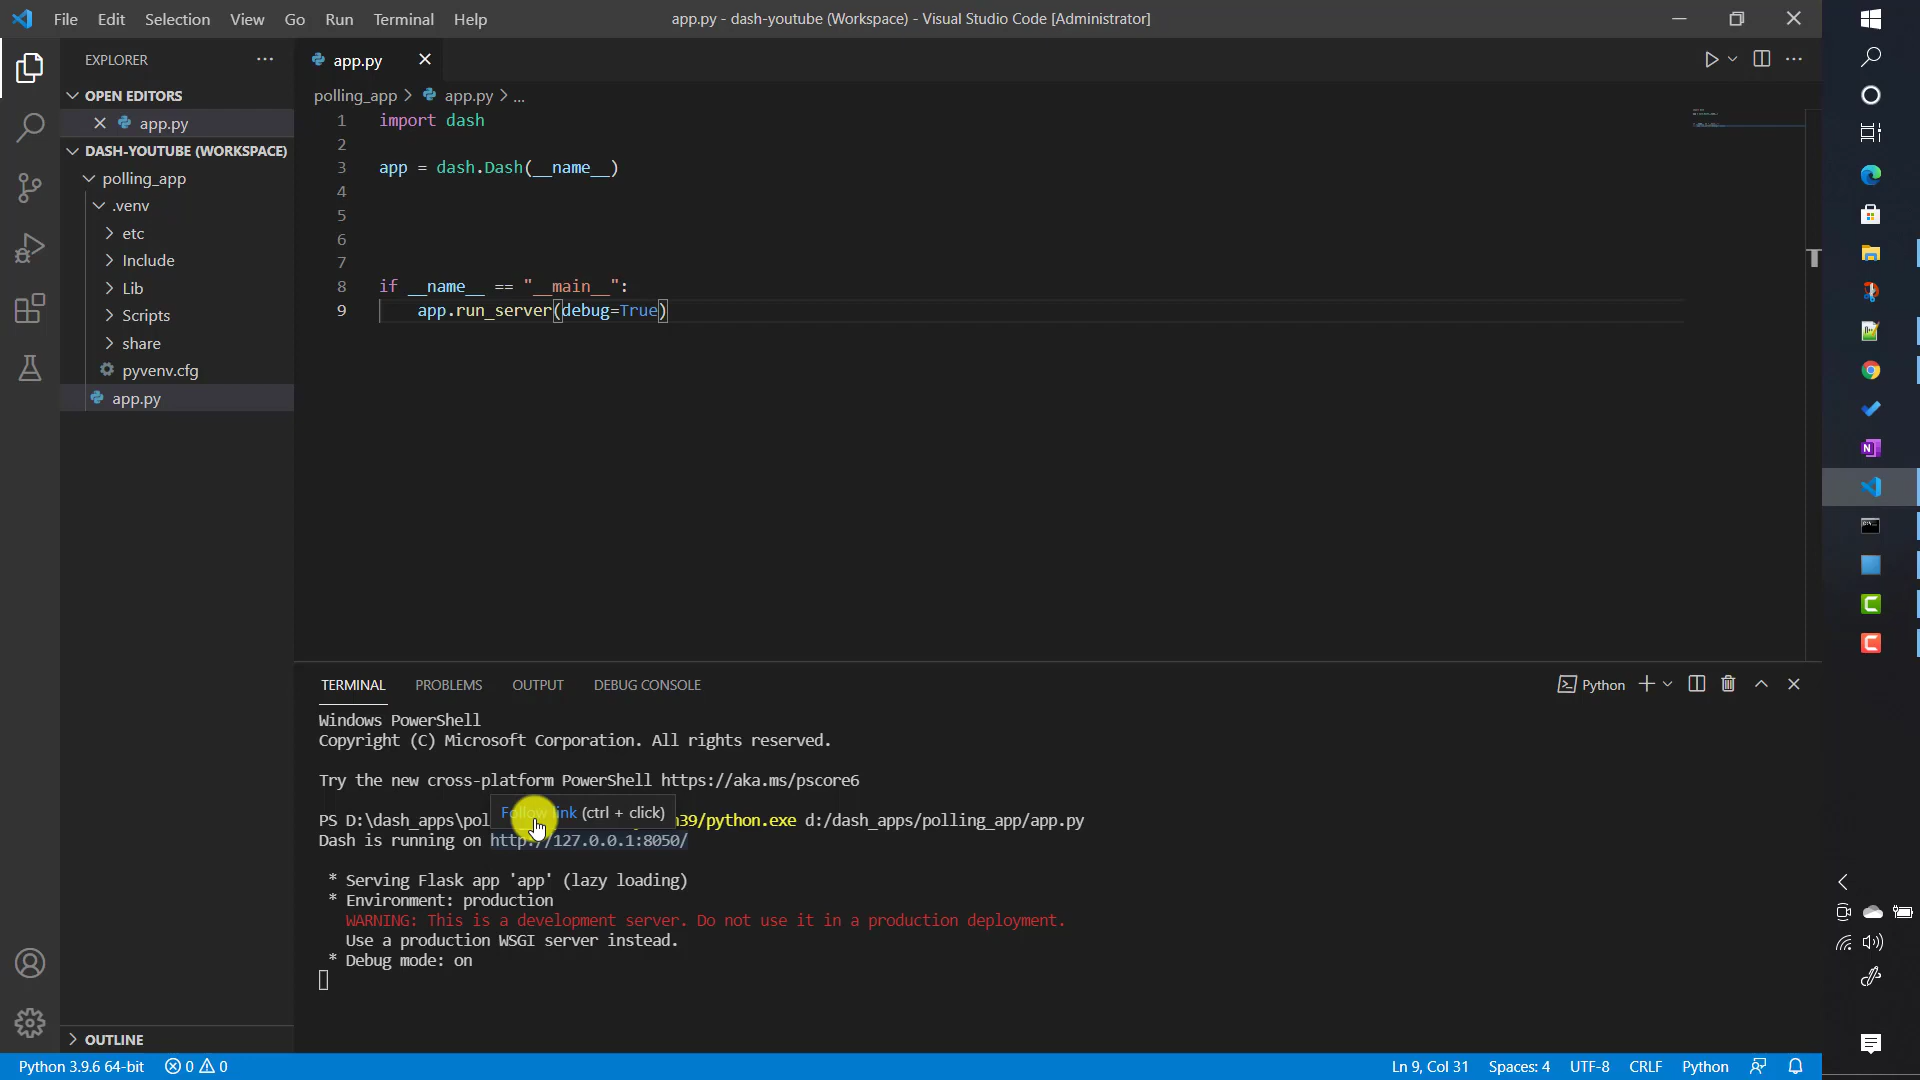 File Edit Selection View Go Run Terminal Help
app.py - dash-youtube (Workspace) - Visual Studio Code [Administrator]
EXPLORER
OPEN EDITORS
app.py
DASH-YOUTUBE (WORKSPACE)
polling_app
.venv
etc
Include
Lib
Scripts
share
pyvenv.cfg
app.py
OUTLINE
app.py
polling_app > app.py > ...
1 import dash
2
3 app = dash.Dash(__name__)
4
5
6
7
8 if __name__ == "__main__":
9 app.run_server(debug=True)
TERMINAL PROBLEMS OUTPUT DEBUG CONSOLE
Python
Windows PowerShell
Copyright (C) Microsoft Corporation. All rights reserved.
Try the new cross-platform PowerShell https://aka.ms/pscore6
Follow link (ctrl + click)
PS D:\dash_apps\pol n39/python.exe d:/dash_apps/polling_app/app.py
Dash is running on http://127.0.0.1:8050/
* Serving Flask app 'app' (lazy loading)
* Environment: production
WARNING: This is a development server. Do not use it in a production deployment.
Use a production WSGI server instead.
* Debug mode: on
Python 3.9.6 64-bit 0 0
Ln 9, Col 31 Spaces: 4 UTF-8 CRLF Python